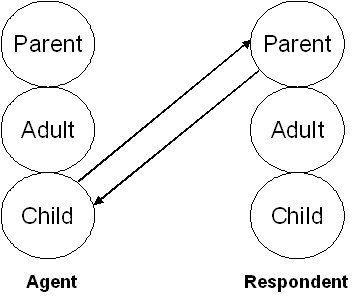 Parent Parent
Adult Adult
Child Child
Agent Respondent